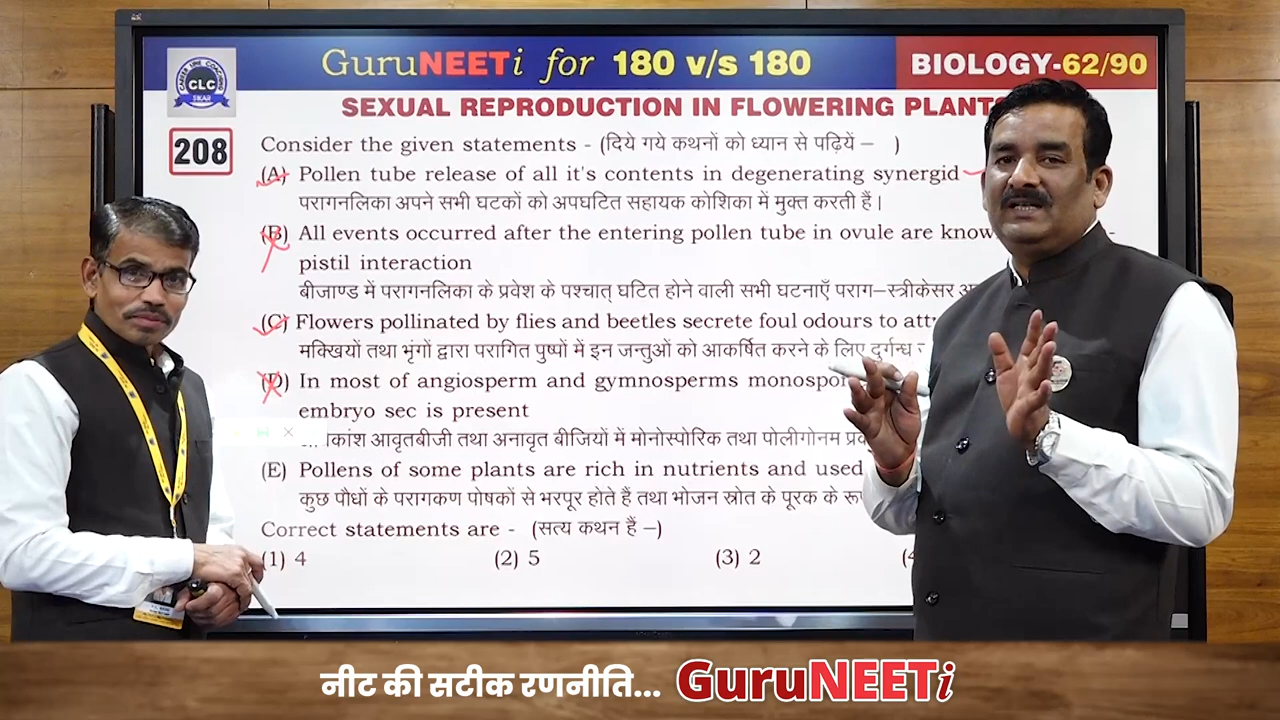 GuruNEETi for 180 v/s 180
BIOLOGY-62/90
CAREER LINE COACHING
CLC
SIKAR
SEXUAL REPRODUCTION IN FLOWERING PLANTS
208
Consider the given statements - (दिये गये कथनों को ध्यान से पढ़ियें – )
(A) Pollen tube release of all it's contents in degenerating synergid
परागनलिका अपने सभी घटकों को अपघटित सहायक कोशिका में मुक्त करती हैं।
(B) All events occurred after the entering pollen tube in ovule are
pistil interaction
बीजाण्ड में परागनलिका के प्रवेश के पश्चात् घटित होने वाली सभी घटनाएँ पराग–स्त्रीकेसर
(C) Flowers pollinated by flies and beetles secrete foul odours to
मक्खियों तथा भृंगों द्वारा परागित पुष्पों में इन जन्तुओं को आकर्षित करने के लिए दुर्गन्ध
(D) In most of angiosperm and gymnosperms
embryo sec is present
आवृतबीजी तथा अनावृत बीजियों में मोनोस्पोरिक तथा पोलीगोनम
(E) Pollens of some plants are rich in nutrients and used
कुछ पौधों के परागकण पोषकों से भरपूर होते हैं तथा भोजन स्रोत के पूरक के
Correct statements are - (सत्य कथन हैं –)
(1) 4 (2) 5 (3) 2
नीट की सटीक रणनीति... GuruNEETi